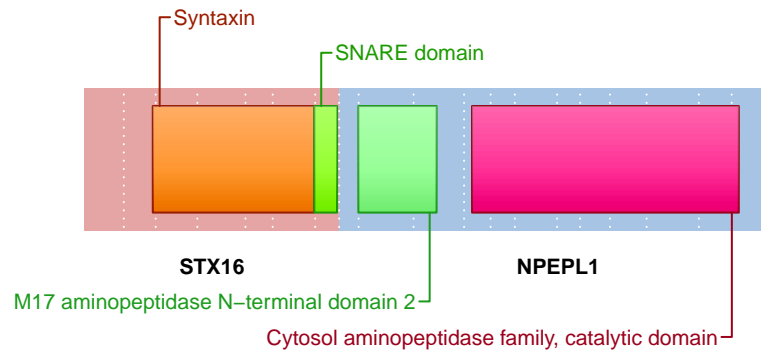 Syntaxin
SNARE domain
STX16
NPEPL1
M17 aminopeptidase N−terminal domain 2
Cytosol aminopeptidase family, catalytic domain